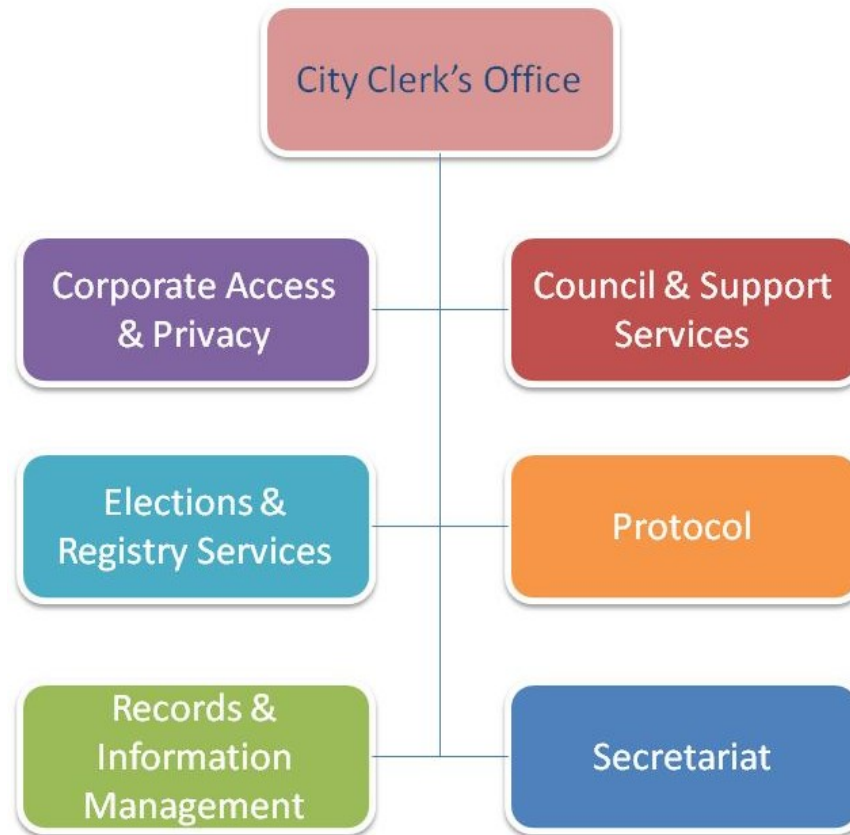 City Clerk’s Office
Corporate Access
& Privacy
Council & Support
Services
Elections &
Registry Services
Protocol
Records &
Information
Management
Secretariat